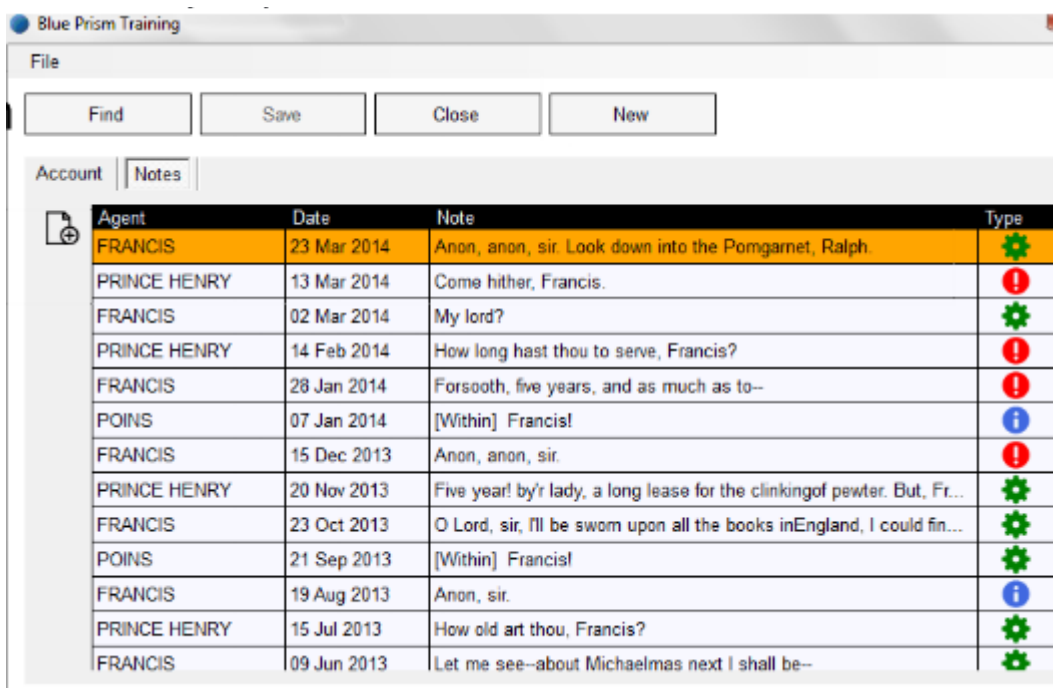 Blue Prism Training
File
Find Save Close New
Account Notes
Agent Date Note Type
FRANCIS 23 Mar 2014 Anon, anon, sir. Look down into the Pomgarnet, Ralph.
PRINCE HENRY 13 Mar 2014 Come hither, Francis.
FRANCIS 02 Mar 2014 My lord?
PRINCE HENRY 14 Feb 2014 How long hast thou to serve, Francis?
FRANCIS 28 Jan 2014 Forsooth, five years, and as much as to--
POINS 07 Jan 2014 [Within] Francis!
FRANCIS 15 Dec 2013 Anon, anon, sir.
PRINCE HENRY 20 Nov 2013 Five year! by'r lady, a long lease for the clinkingof pewter. But, Fr...
FRANCIS 23 Oct 2013 O Lord, sir, I'll be sworn upon all the books inEngland, I could fin...
POINS 21 Sep 2013 [Within] Francis!
FRANCIS 19 Aug 2013 Anon, sir.
PRINCE HENRY 15 Jul 2013 How old art thou, Francis?
FRANCIS 09 Jun 2013 Let me see--about Michaelmas next I shall be--